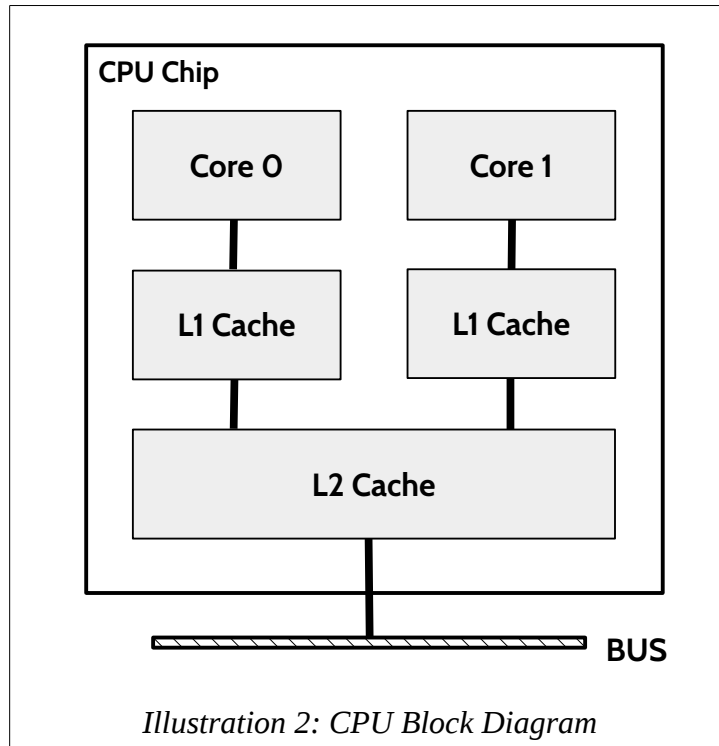 CPU Chip
Core 0
Core 1
L1 Cache
L1 Cache
L2 Cache
BUS
Illustration 2: CPU Block Diagram